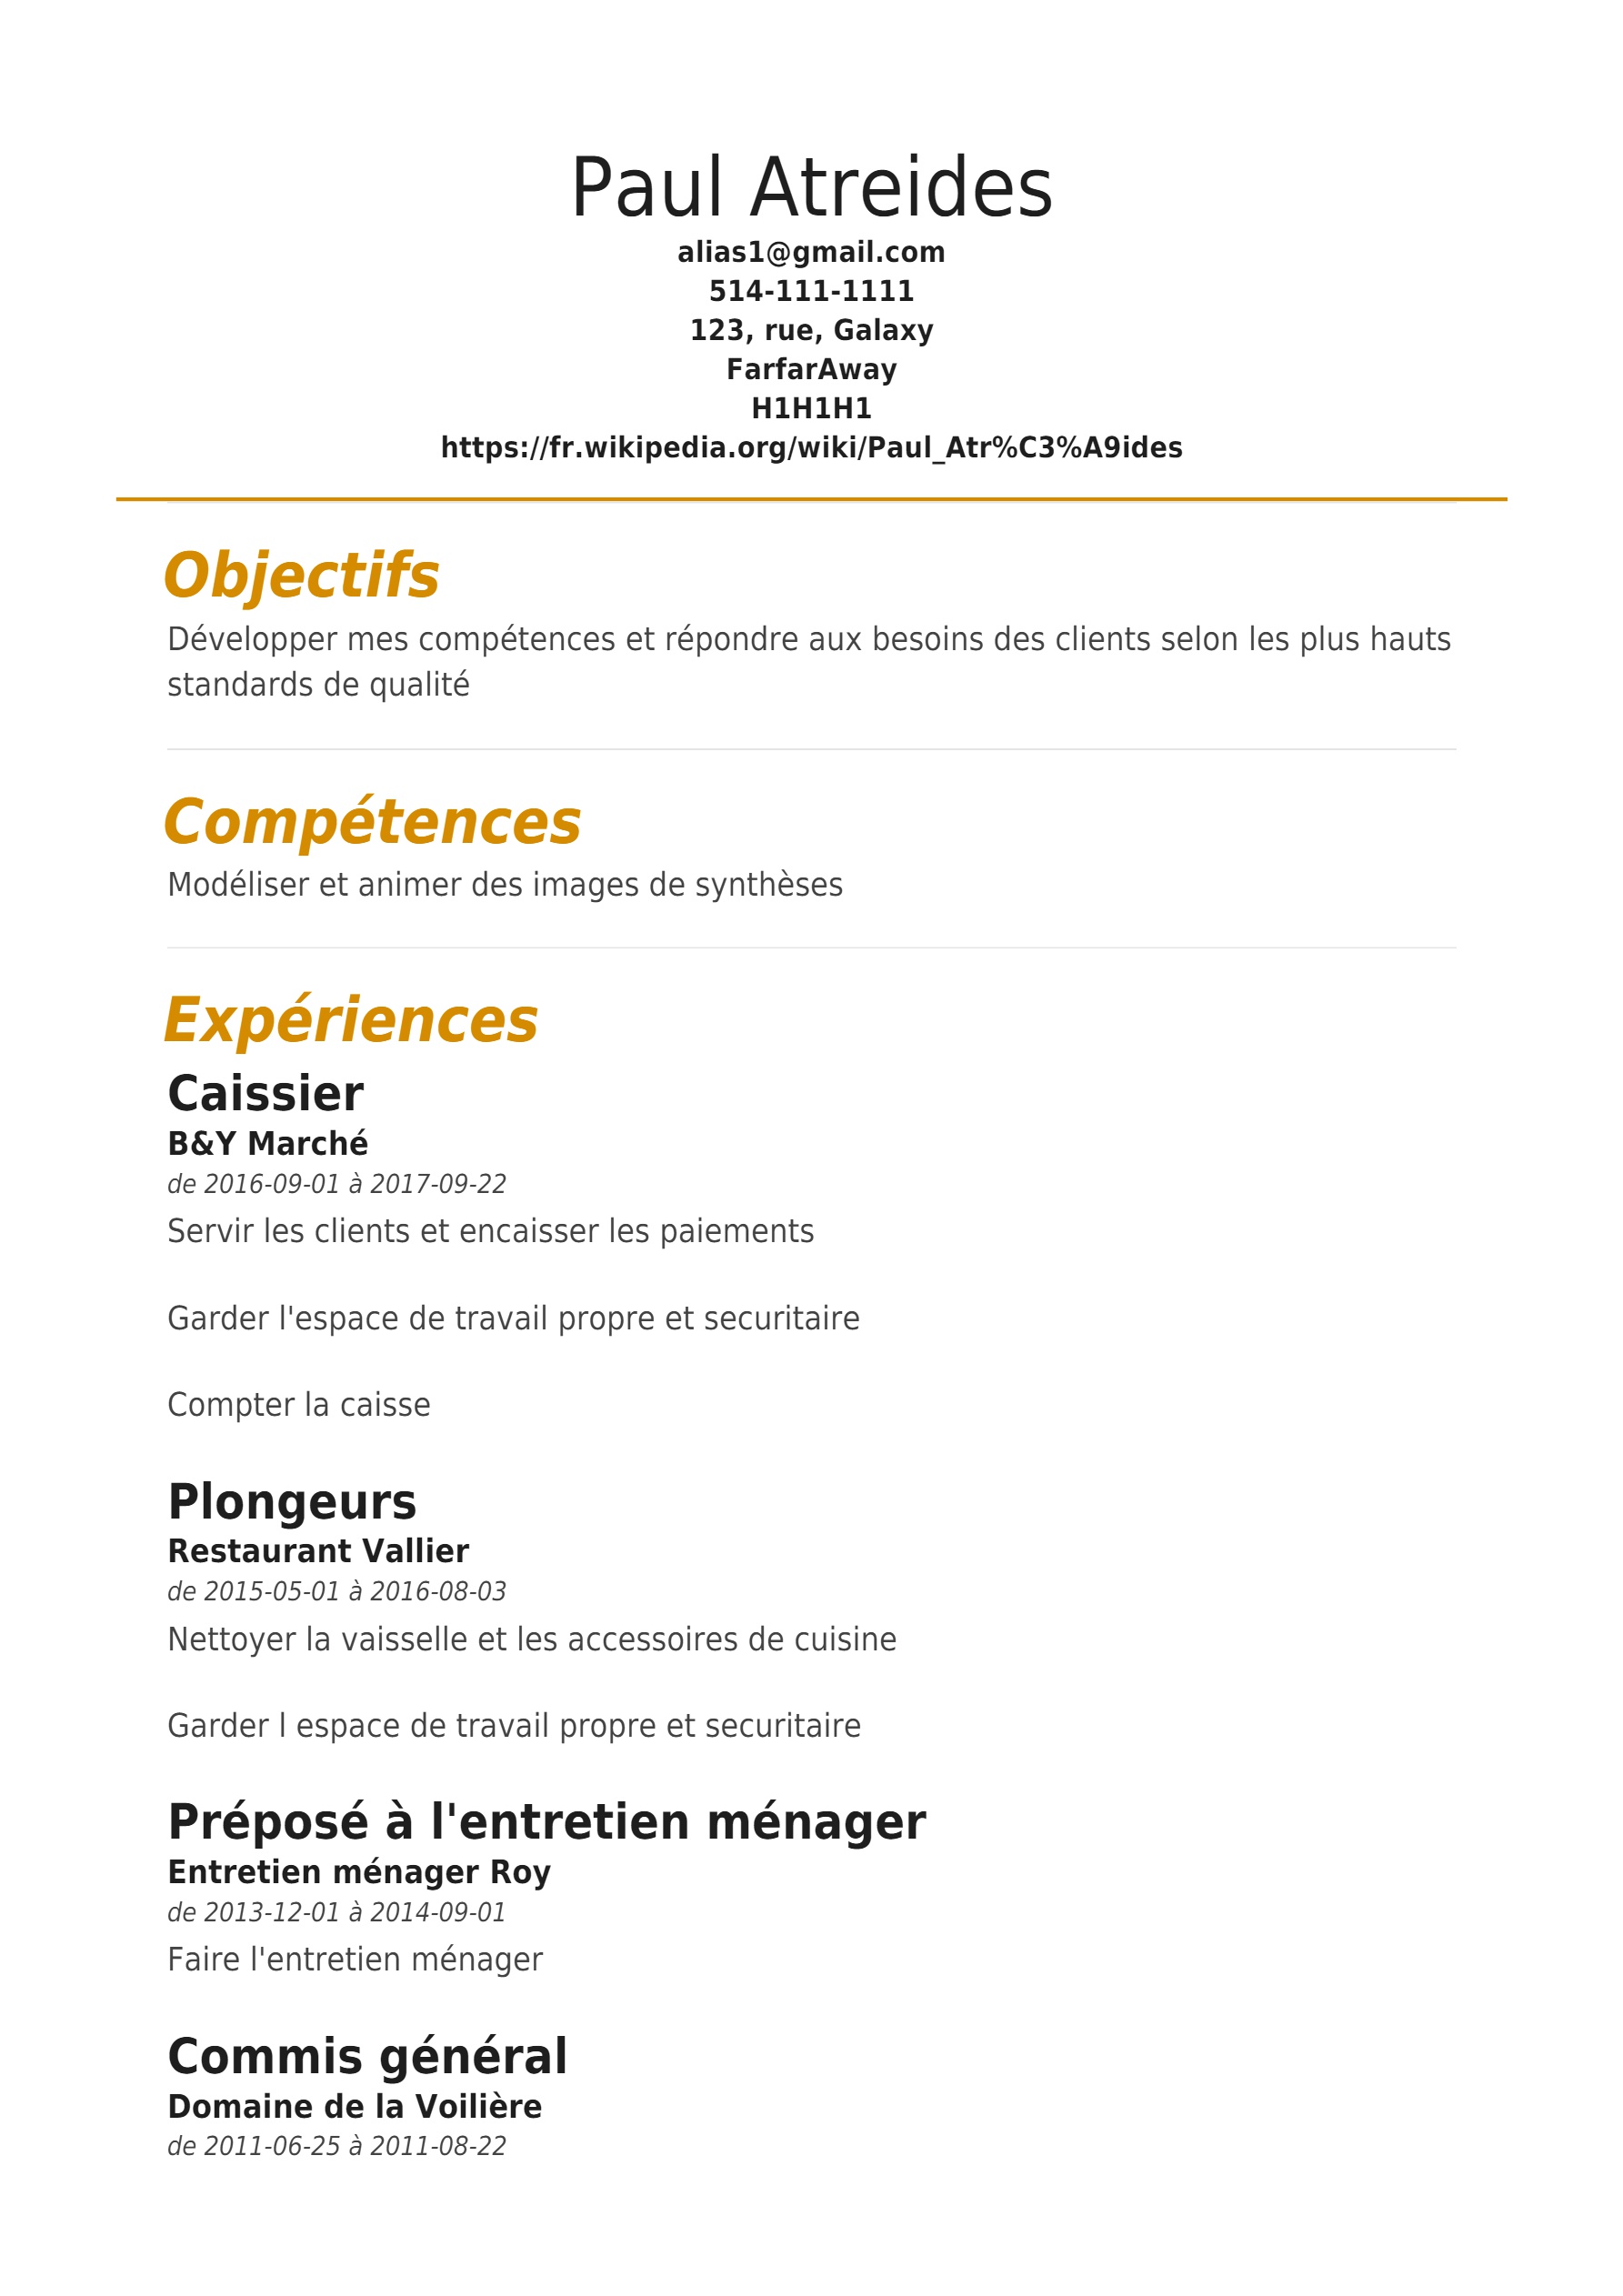 Paul Atreides
alias1@gmail.com
514-111-1111
123, rue, Galaxy
FarfarAway
H1H1H1
https://fr.wikipedia.org/wiki/Paul_Atr%C3%A9ides
Objectifs
Développer mes compétences et répondre aux besoins des clients selon les plus hauts
standards de qualité
Compétences
Modéliser et animer des images de synthèses
Expériences
Caissier
B&Y Marché
de 2016-09-01 à 2017-09-22
Servir les clients et encaisser les paiements
Garder l'espace de travail propre et securitaire
Compter la caisse
Plongeurs
Restaurant Vallier
de 2015-05-01 à 2016-08-03
Nettoyer la vaisselle et les accessoires de cuisine
Garder l espace de travail propre et securitaire
Préposé à l'entretien ménager
Entretien ménager Roy
de 2013-12-01 à 2014-09-01
Faire l'entretien ménager
Commis général
Domaine de la Voilière
de 2011-06-25 à 2011-08-22